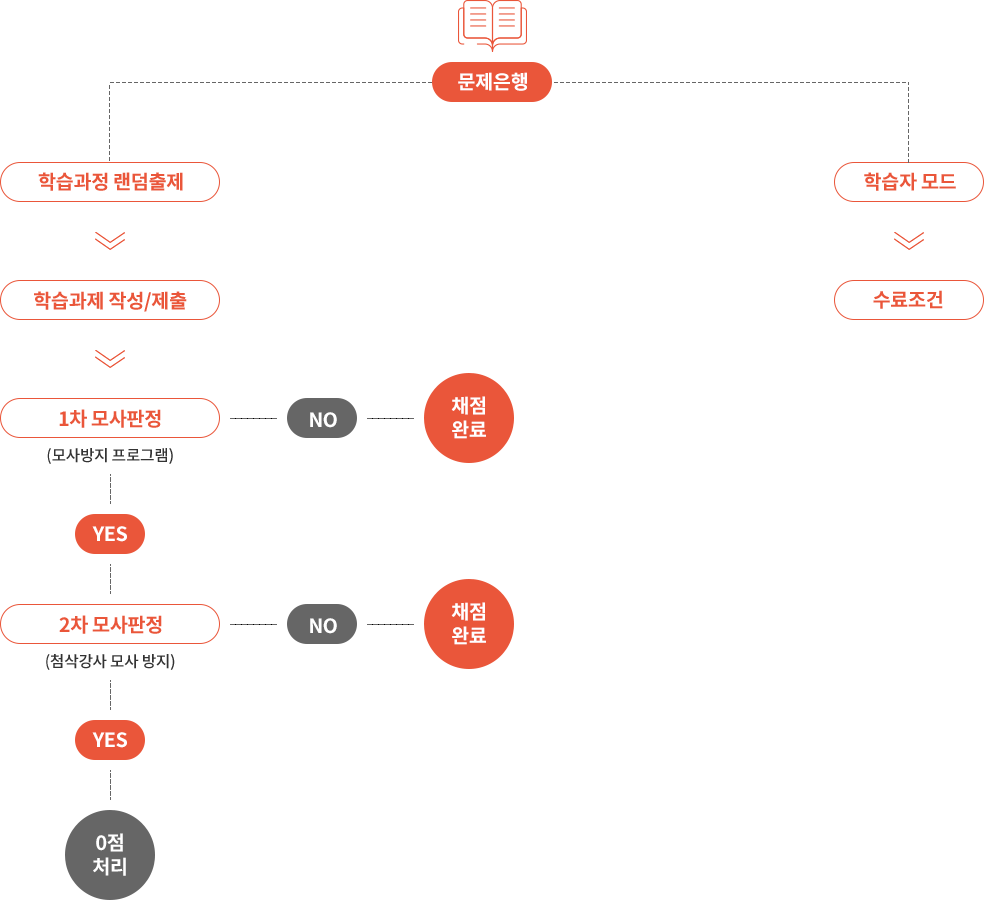 문제은행
학습과정 랜덤출제
학습자 모드
학습과제 작성/제출
수료조건
1차 모사판정
NO
채점
완료
(모사방지 프로그램)
YES
2차 모사판정
NO
채점
완료
(첨삭강사 모사 방지)
YES
0점
처리